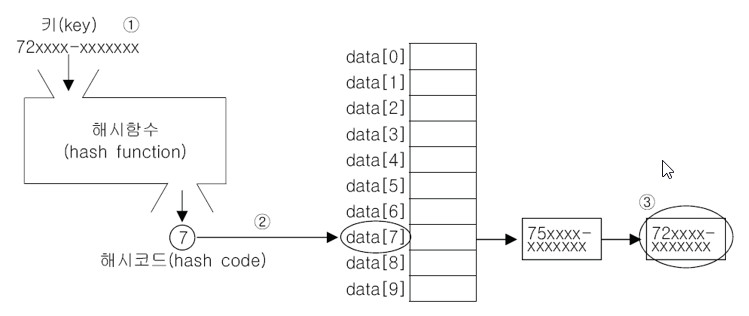 키(key) ①
72xxxx-xxxxxxx
해시함수
(hash function)
7
해시코드(hash code)
②
data[0]
data[1]
data[2]
data[3]
data[4]
data[5]
data[6]
data[7]
data[8]
data[9]
75xxxx-
xxxxxxx
③
72xxxx-
xxxxxxx